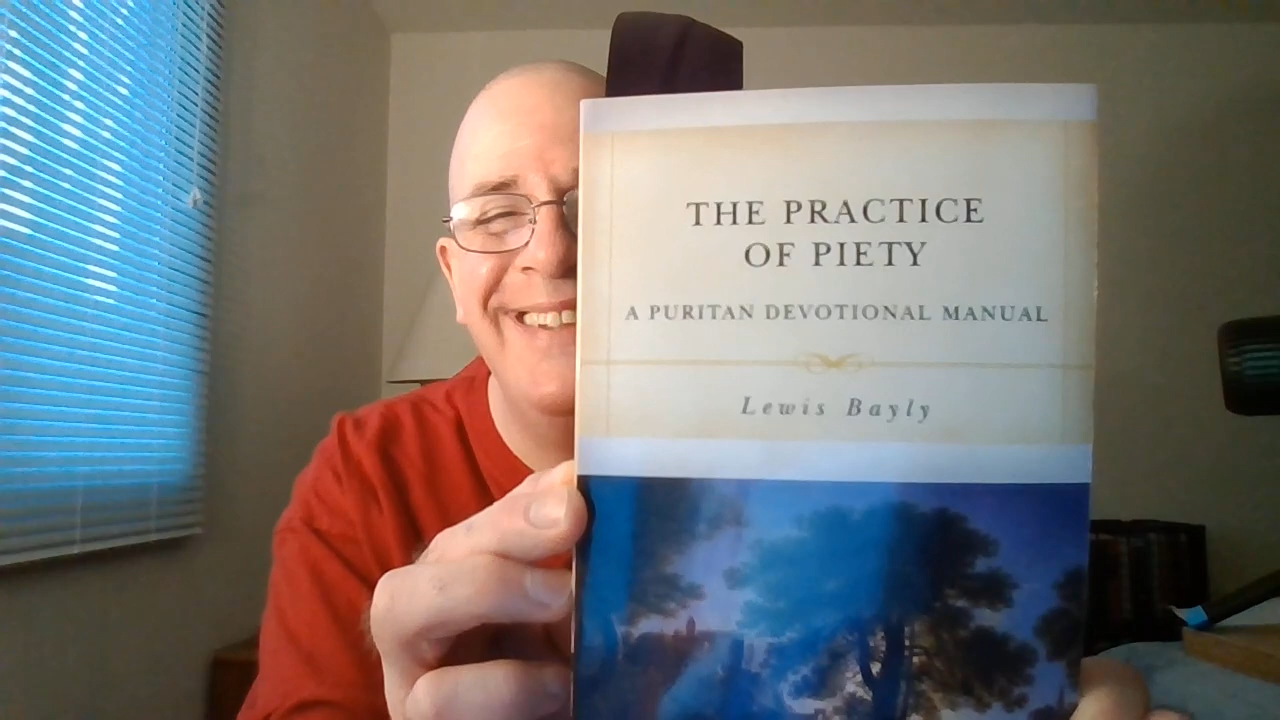 THE PRACTICE
OF PIETY
A PURITAN DEVOTIONAL MANUAL
Lewis Bayly